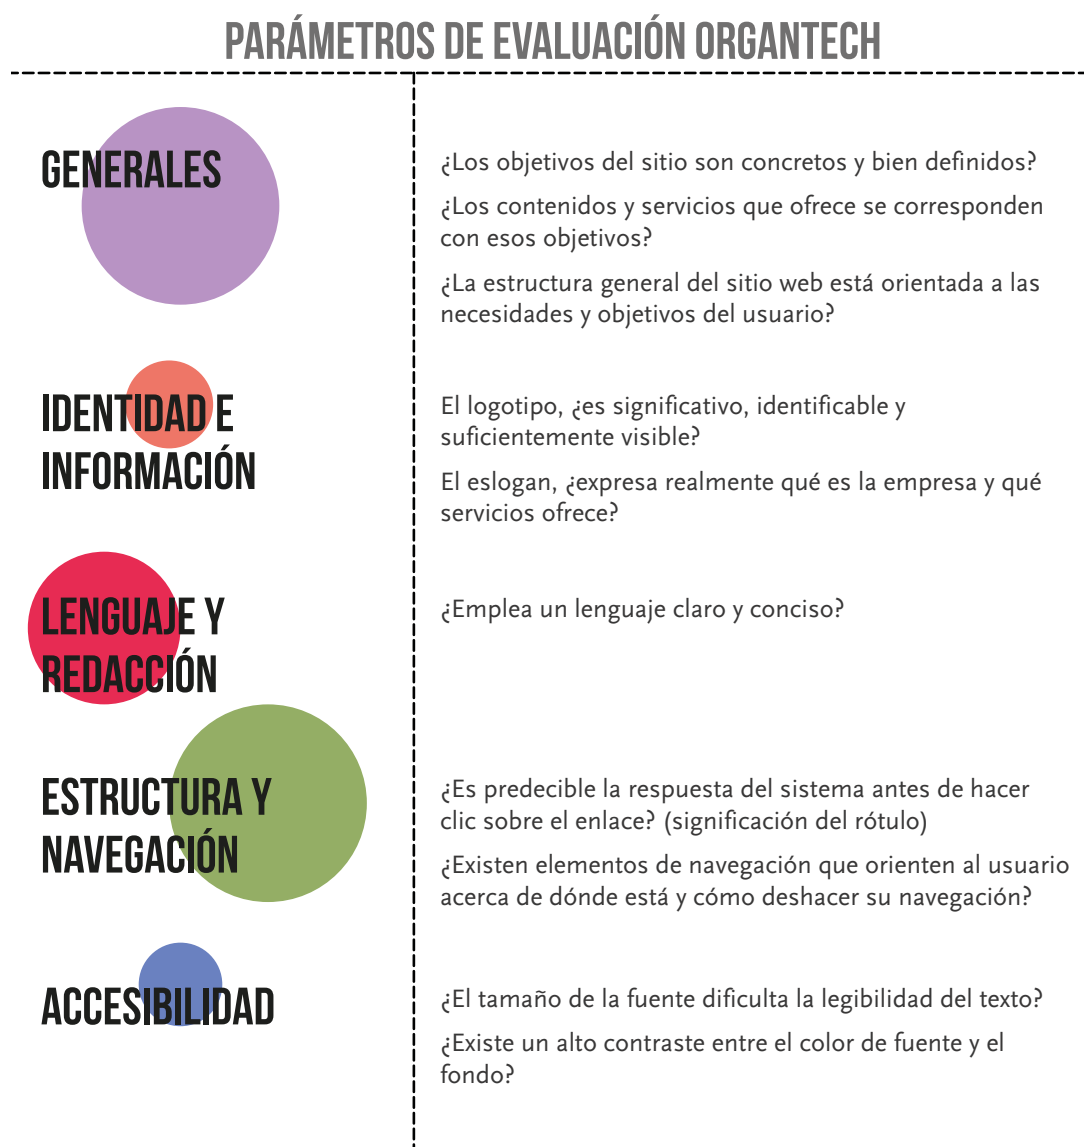 PARÁMETROS DE EVALUACIÓN ORGANTECH
GENERALES
¿Los objetivos del sitio son concretos y bien definidos?
¿Los contenidos y servicios que ofrece se corresponden
con esos objetivos?
¿La estructura general del sitio web está orientada a las
necesidades y objetivos del usuario?
IDENTIDAD E
INFORMACIÓN
El logotipo, ¿es significativo, identificable y
suficientemente visible?
El eslogan, ¿expresa realmente qué es la empresa y qué
servicios ofrece?
LENGUAJE Y
REDACCIÓN
¿Emplea un lenguaje claro y conciso?
ESTRUCTURA Y
NAVEGACIÓN
¿Es predecible la respuesta del sistema antes de hacer
clic sobre el enlace? (significación del rótulo)
¿Existen elementos de navegación que orienten al usuario
acerca de dónde está y cómo deshacer su navegación?
ACCESIBILIDAD
¿El tamaño de la fuente dificulta la legibilidad del texto?
¿Existe un alto contraste entre el color de fuente y el
fondo?